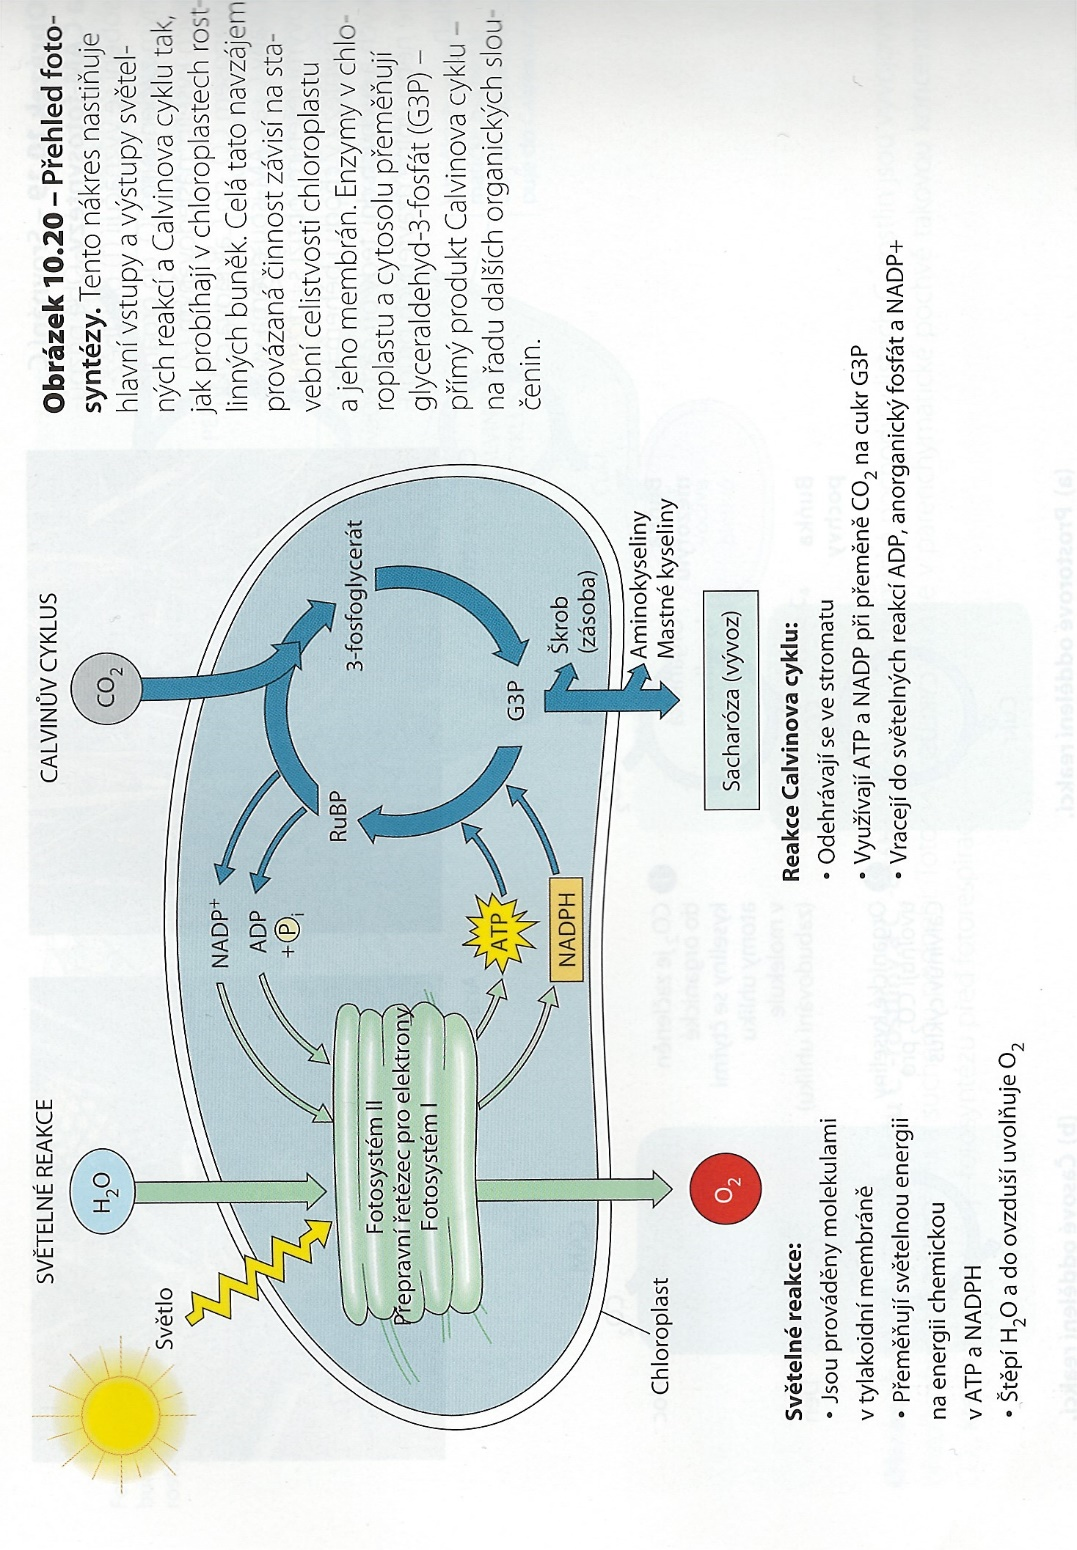 SVĚTELNÉ REAKCE
CALVINŮV CYKLUS
H2O
CO2
Světlo
NADP+
ADP
+ P i
RuBP
3-fosfoglycerát
Fotosystém II
Přepravní řetězec pro elektrony
Fotosystém I
ATP
NADPH
G3P
Škrob
(zásoba)
Aminokyseliny
Mastné kyseliny
Chloroplast
O2
Sacharóza (vývoz)
Světelné reakce:
• Jsou prováděny molekulami
v tylakoidní membráně
• Přeměňují světelnou energii
na energii chemickou
v ATP a NADPH
• Štěpí H2O a do ovzduší uvolňuje O2
Reakce Calvinova cyklu:
• Odehrávají se ve stromatu
• Využívají ATP a NADP při přeměně CO2 na cukr G3P
• Vracejí do světelných reakcí ADP, anorganický fosfát a NADP+
Obrázek 10.20 – Přehled foto-
syntézy. Tento nákres nastiňuje
hlavní vstupy a výstupy světel-
ných reakcí a Calvinova cyklu tak,
jak probíhají v chloroplastech rost-
linných buněk. Celá tato navzájem
provázaná činnost závisí na sta-
vební celistvosti chloroplastu
a jeho membrán. Enzymy v chlo-
roplastu a cytosolu přeměňují
glyceraldehyd-3-fosfát (G3P) –
přímý produkt Calvinova cyklu –
na řadu dalších organických slou-
čenin.